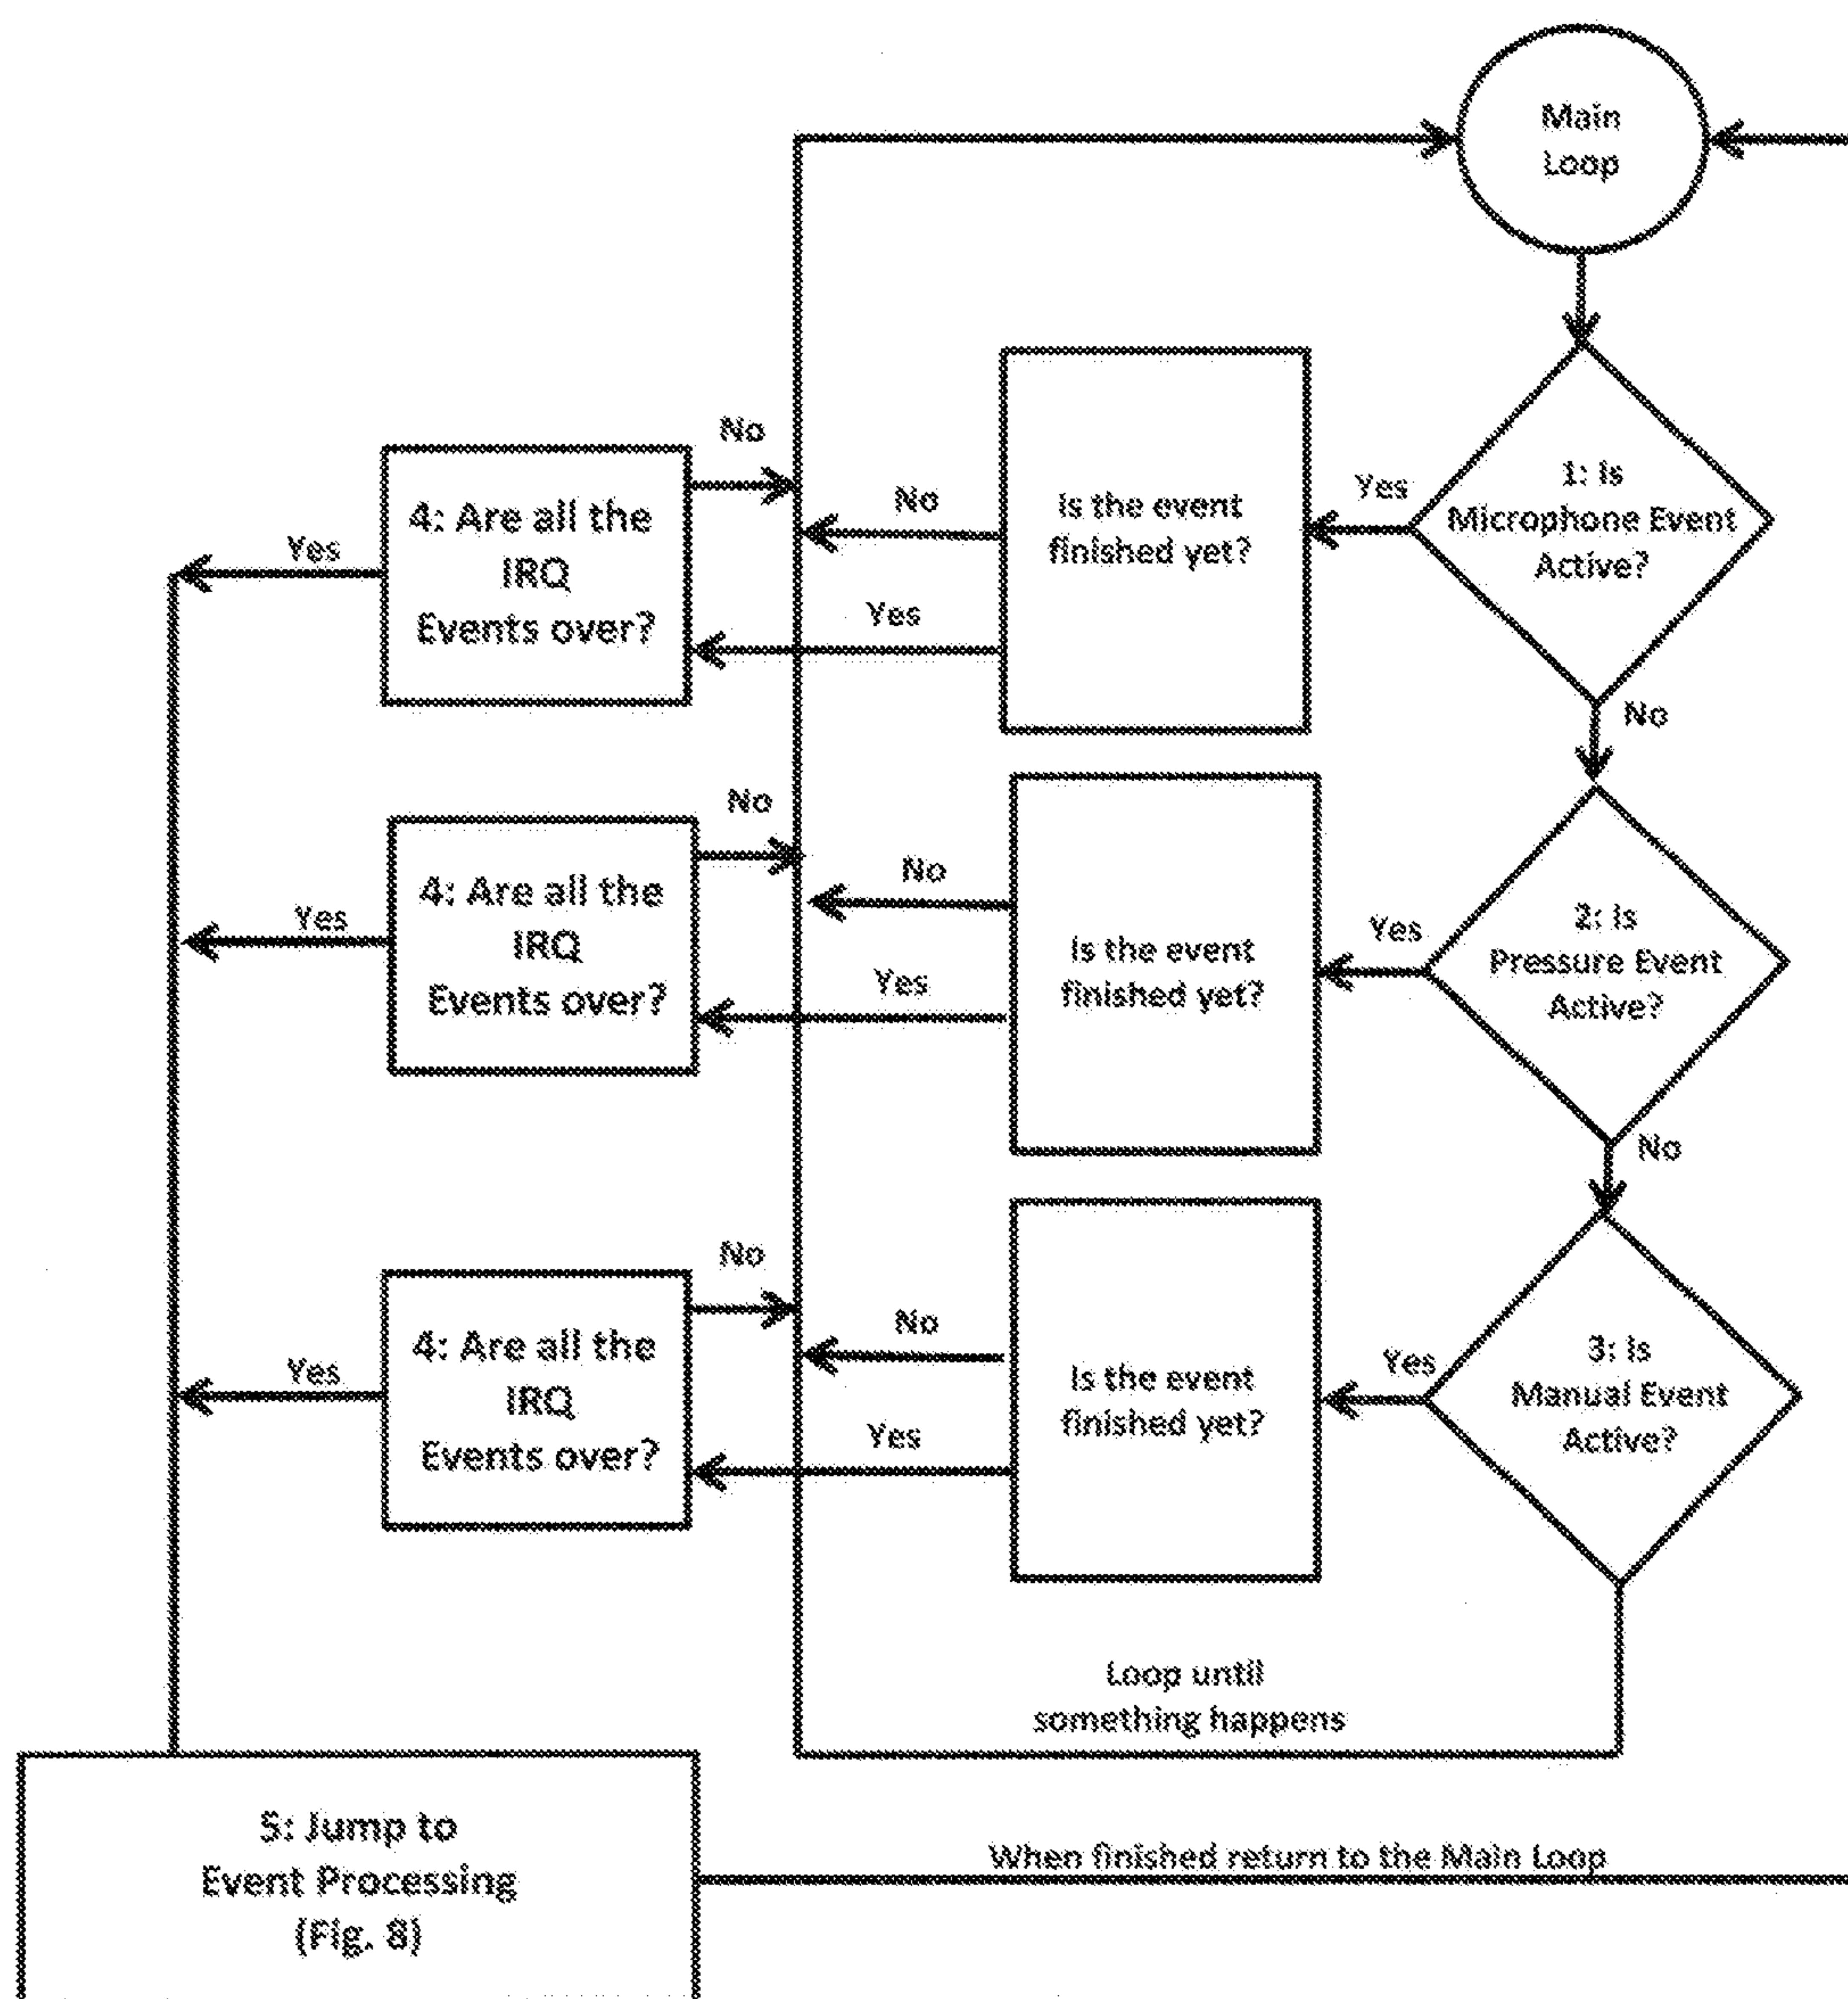 Main
Loop
No
4: Are all the
IRQ
Events over?
Yes
No
Yes
Is the event
finished yet?
Yes
1: Is
Microphone Event
Active?
No
No
4: Are all the
IRQ
Events over?
Yes
No
Yes
Is the event
finished yet?
Yes
2: Is
Pressure Event
Active?
No
No
4: Are all the
IRQ
Events over?
Yes
No
Yes
Is the event
finished yet?
Yes
3: Is
Manual Event
Active?
Loop until
something happens
5: Jump to
Event Processing
(Fig. 8)
When finished return to the Main Loop